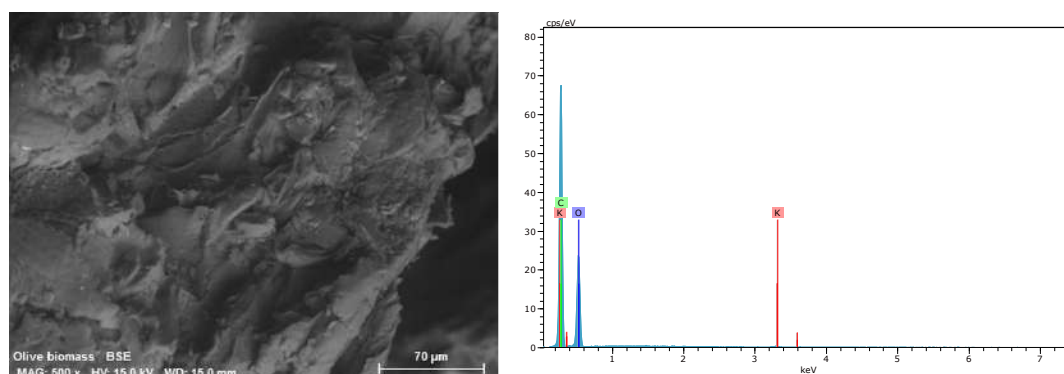 Olive biomass BSE
70 µm
MAG: 500 x HV: 15.0 kV WD: 15.0 mm
cps/eV
80
70
60
50
40
30
20
10
0
C
K O K
1 2 3 4 5 6 7
keV